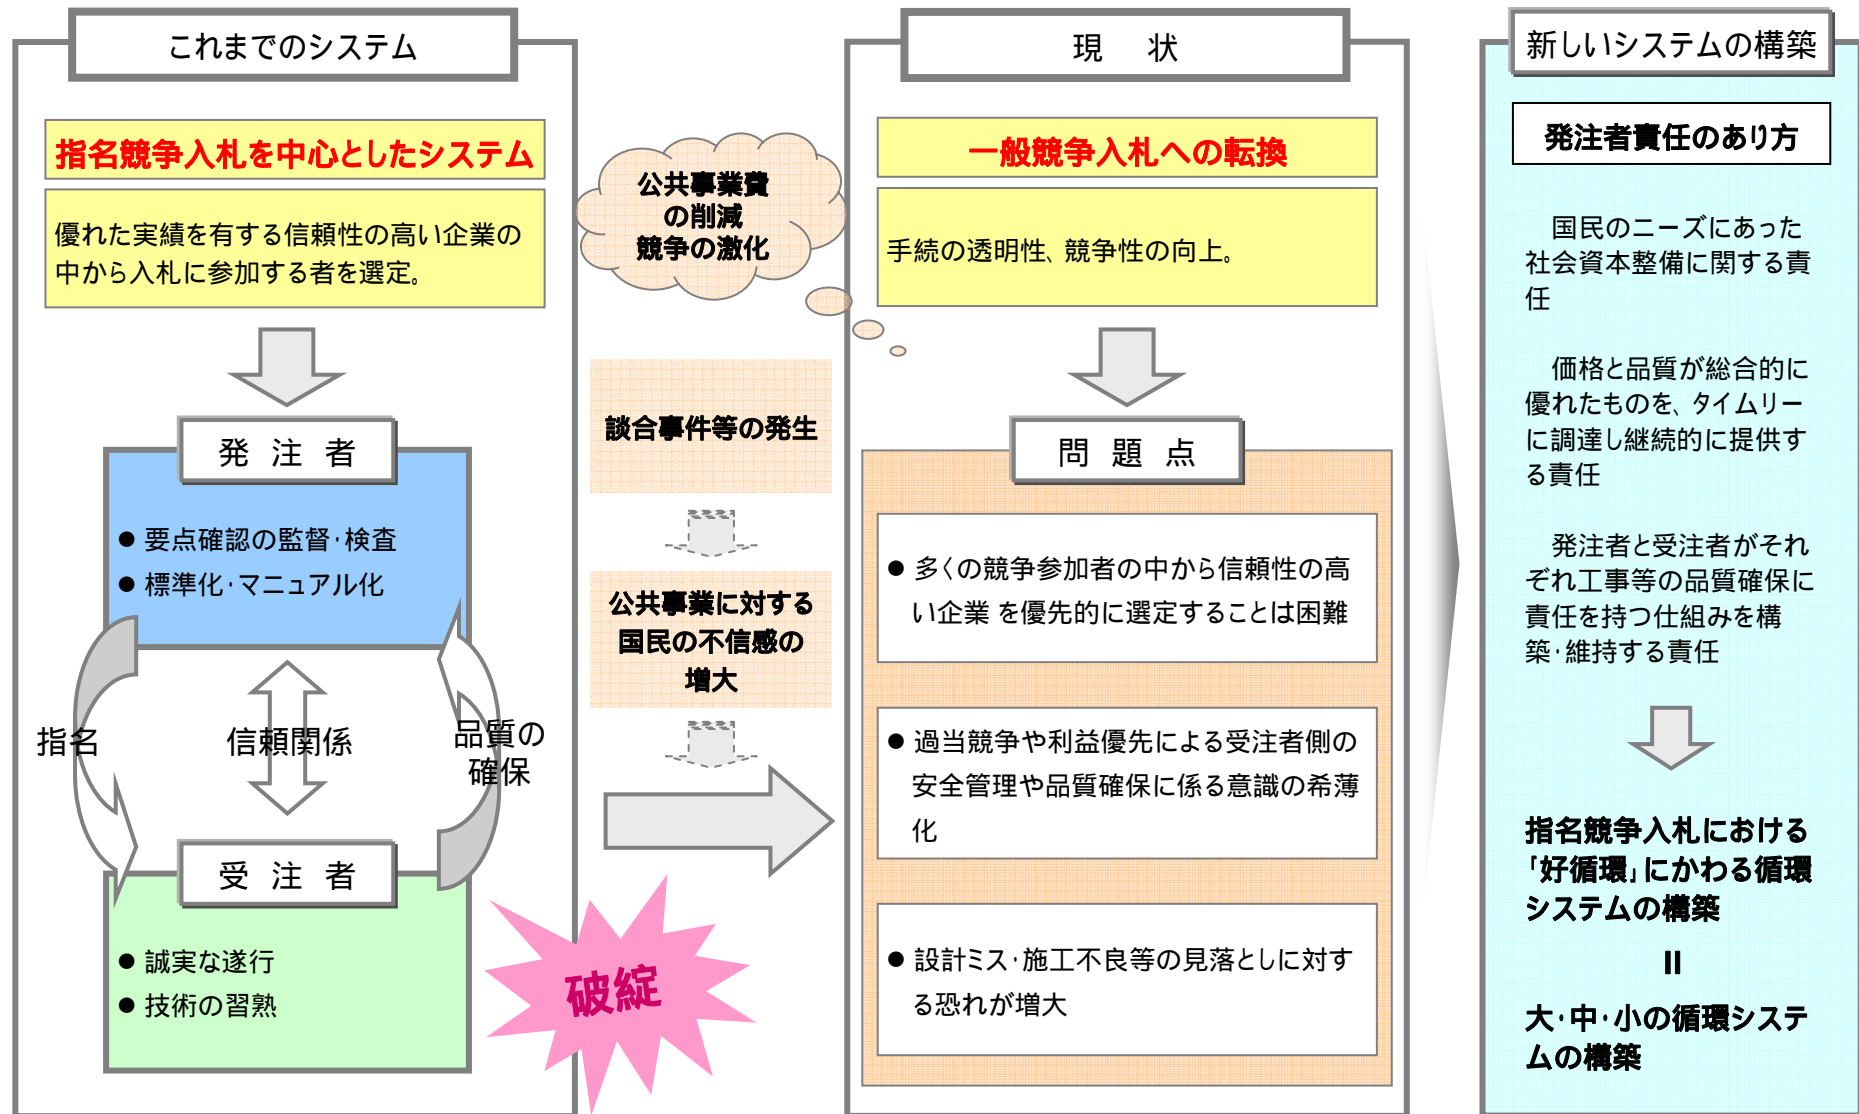 これまでのシステム
指名競争入札を中心としたシステム
優れた実績を有する信頼性の高い企業の
中から入札に参加する者を選定。
発 注 者
● 要点確認の監督・検査
● 標準化・マニュアル化
指名
信頼関係
品質の
確保
受 注 者
● 誠実な遂行
● 技術の習熟
破綻
公共事業費
の削減
競争の激化
談合事件等の発生
公共事業に対する
国民の不信感の
増大
現 状
一般競争入札への転換
手続の透明性、競争性の向上。
問 題 点
● 多くの競争参加者の中から信頼性の高
い企業 を優先的に選定することは困難
● 過当競争や利益優先による受注者側の
安全管理や品質確保に係る意識の希薄
化
● 設計ミス・施工不良等の見落としに対す
る恐れが増大
新しいシステムの構築
発注者責任のあり方
国民のニーズにあった
社会資本整備に関する責
任
価格と品質が総合的に
優れたものを、タイムリー
に調達し継続的に提供す
る責任
発注者と受注者がそれ
ぞれ工事等の品質確保に
責任を持つ仕組みを構
築・維持する責任
指名競争入札における
「好循環」にかわる循環
システムの構築
=
大・中・小の循環システ
ムの構築